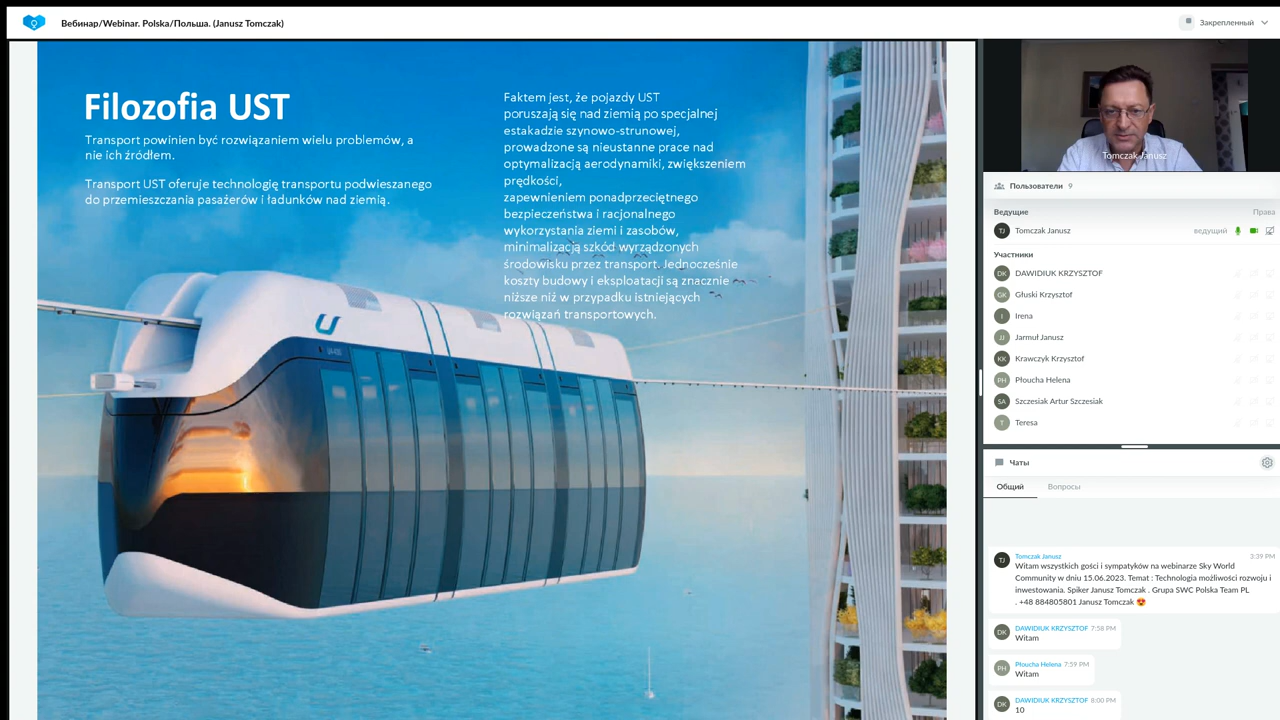 Вебинар/Webinar. Polska/Польша. (Janusz Tomczak)
Закрепленный
Filozofia UST
Transport powinien być rozwiązaniem wielu problemów, a
nie ich źródłem.
Transport UST oferuje technologię transportu podwieszanego
do przemieszczania pasażerów i ładunków nad ziemią.
Faktem jest, że pojazdy UST
poruszają się nad ziemią po specjalnej
estakadzie szynowo-strunowej,
prowadzone są nieustanne prace nad
optymalizacją aerodynamiki, zwiększeniem
prędkości,
zapewnieniem ponadprzeciętnego
bezpieczeństwa i racjonalnego
wykorzystania ziemi i zasobów,
minimalizacją szkód wyrządzonych
środowisku przez transport. Jednocześnie
koszty budowy i eksploatacji są znacznie
niższe niż w przypadku istniejących
rozwiązań transportowych.
Tomczak Janusz
Пользователи 9
Ведущие Права
TJ Tomczak Janusz ведущий
Участники
DK DAWIDIUK KRZYSZTOF
GK Głuski Krzysztof
I Irena
JJ Jarmuł Janusz
KK Krawczyk Krzysztof
PH Płoucha Helena
SA Szczesiak Artur Szczesiak
T Teresa
Чаты
Общий Вопросы
TJ Tomczak Janusz 3:39 PM
Witam wszystkich gości i sympatyków na webinarze Sky World
Community w dniu 15.06.2023. Temat : Technologia możliwości rozwoju i
inwestowania. Spiker Janusz Tomczak . Grupa SWC Polska Team PL
. +48 884805801 Janusz Tomczak 😍
DK DAWIDIUK KRZYSZTOF 7:58 PM
Witam
PH Płoucha Helena 7:59 PM
Witam
DK DAWIDIUK KRZYSZTOF 8:00 PM
10